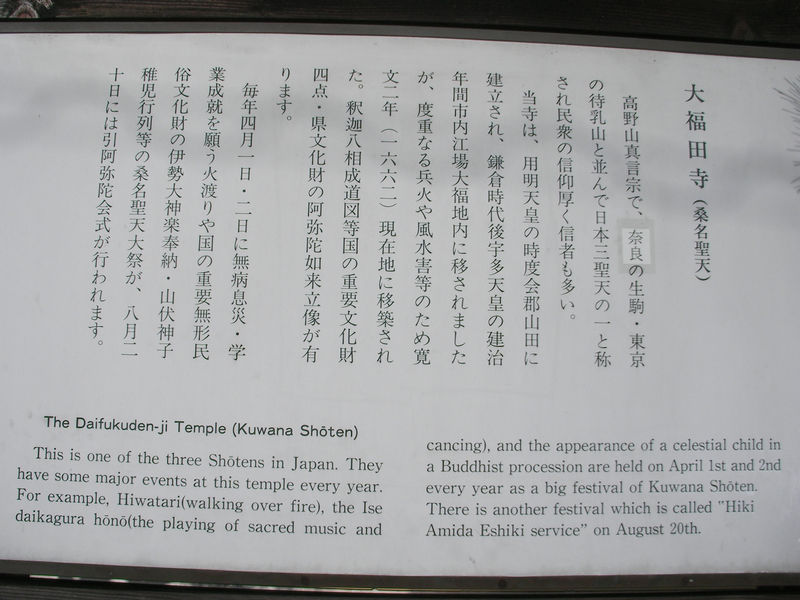 大福田寺（桑名聖天）
高野山真言宗で、奈良の生駒・東京
の待乳山と並んで日本三聖天の一と称
され民衆の信仰厚く信者も多い。
当寺は、用明天皇の時度会郡山田に
建立され、鎌倉時代後宇多天皇の建治
年間市内江場大福地内に移されました
が、度重なる兵火や風水害等のため寛
文二年（一六六二）現在地に移築され
た。釈迦八相成道図等国の重要文化財
四点・県文化財の阿弥陀如来立像が有
ります。
毎年四月一日・二日に無病息災・学
業成就を願う火渡りや国の重要無形民
俗文化財の伊勢大神楽奉納・山伏神子
稚児行列等の桑名聖天大祭が、八月二
十日には引阿弥陀会式が行われます。
The Daifukuden-ji Temple (Kuwana Shōten)
This is one of the three Shōtens in Japan. They
have some major events at this temple every year.
For example, Hiwatari(walking over fire), the Ise
daikagura hōnō(the playing of sacred music and
cancing), and the appearance of a celestial child in
a Buddhist procession are held on April 1st and 2nd
every year as a big festival of Kuwana Shōten.
There is another festival which is called "Hiki
Amida Eshiki service" on August 20th.